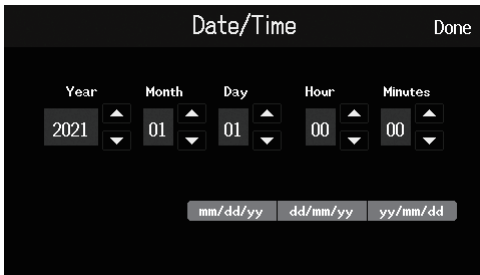 Date/Time Done
Year Month Day Hour Minutes
2021 01 01 00 00
mm/dd/yy dd/mm/yy yy/mm/dd